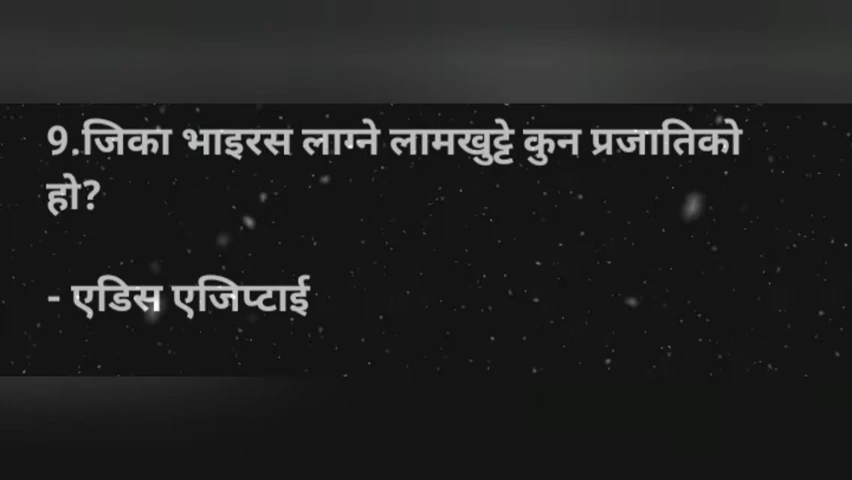 9.जिका भाइरस लाग्ने लामखुट्टे कुन प्रजातिको
हो?
- एडिस एजिप्टाई